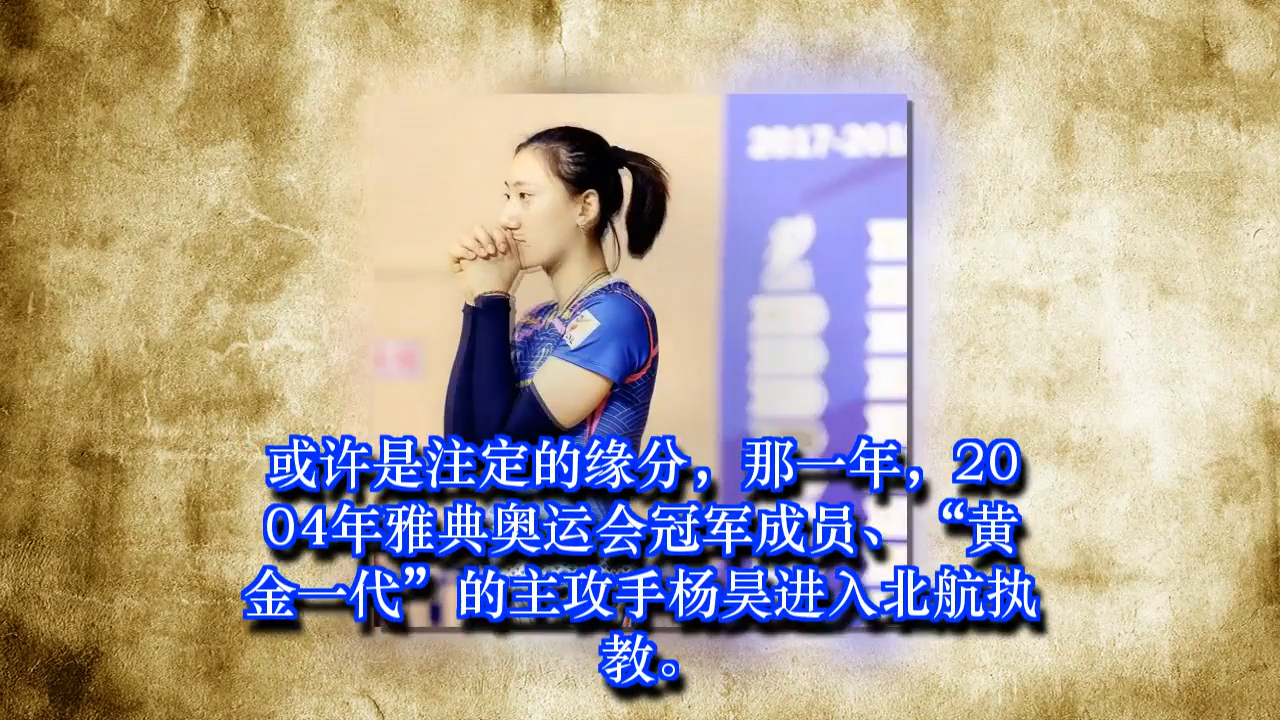 2017-201
或许是注定的缘分，那一年，20
04年雅典奥运会冠军成员、“黄
金一代”的主攻手杨昊进入北航执
教。